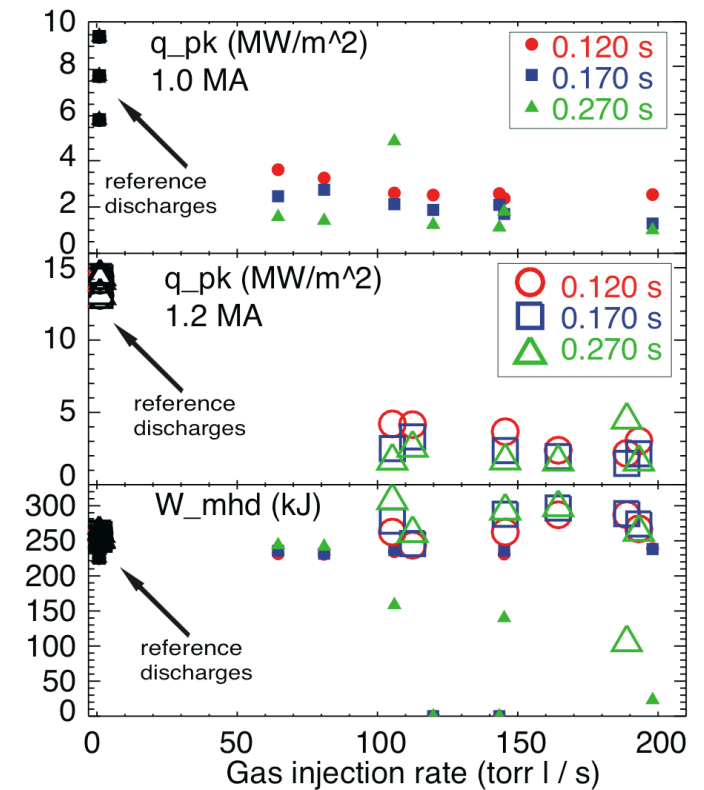 10
8
6
4
2
0
q_pk (MW/m^2)
1.0 MA
reference
discharges
0.120 s
0.170 s
0.270 s
15
10
5
0
q_pk (MW/m^2)
1.2 MA
reference
discharges
0.120 s
0.170 s
0.270 s
300
250
200
150
100
50
0
W_mhd (kJ)
reference
discharges
0 50 100 150 200
Gas injection rate (torr l / s)